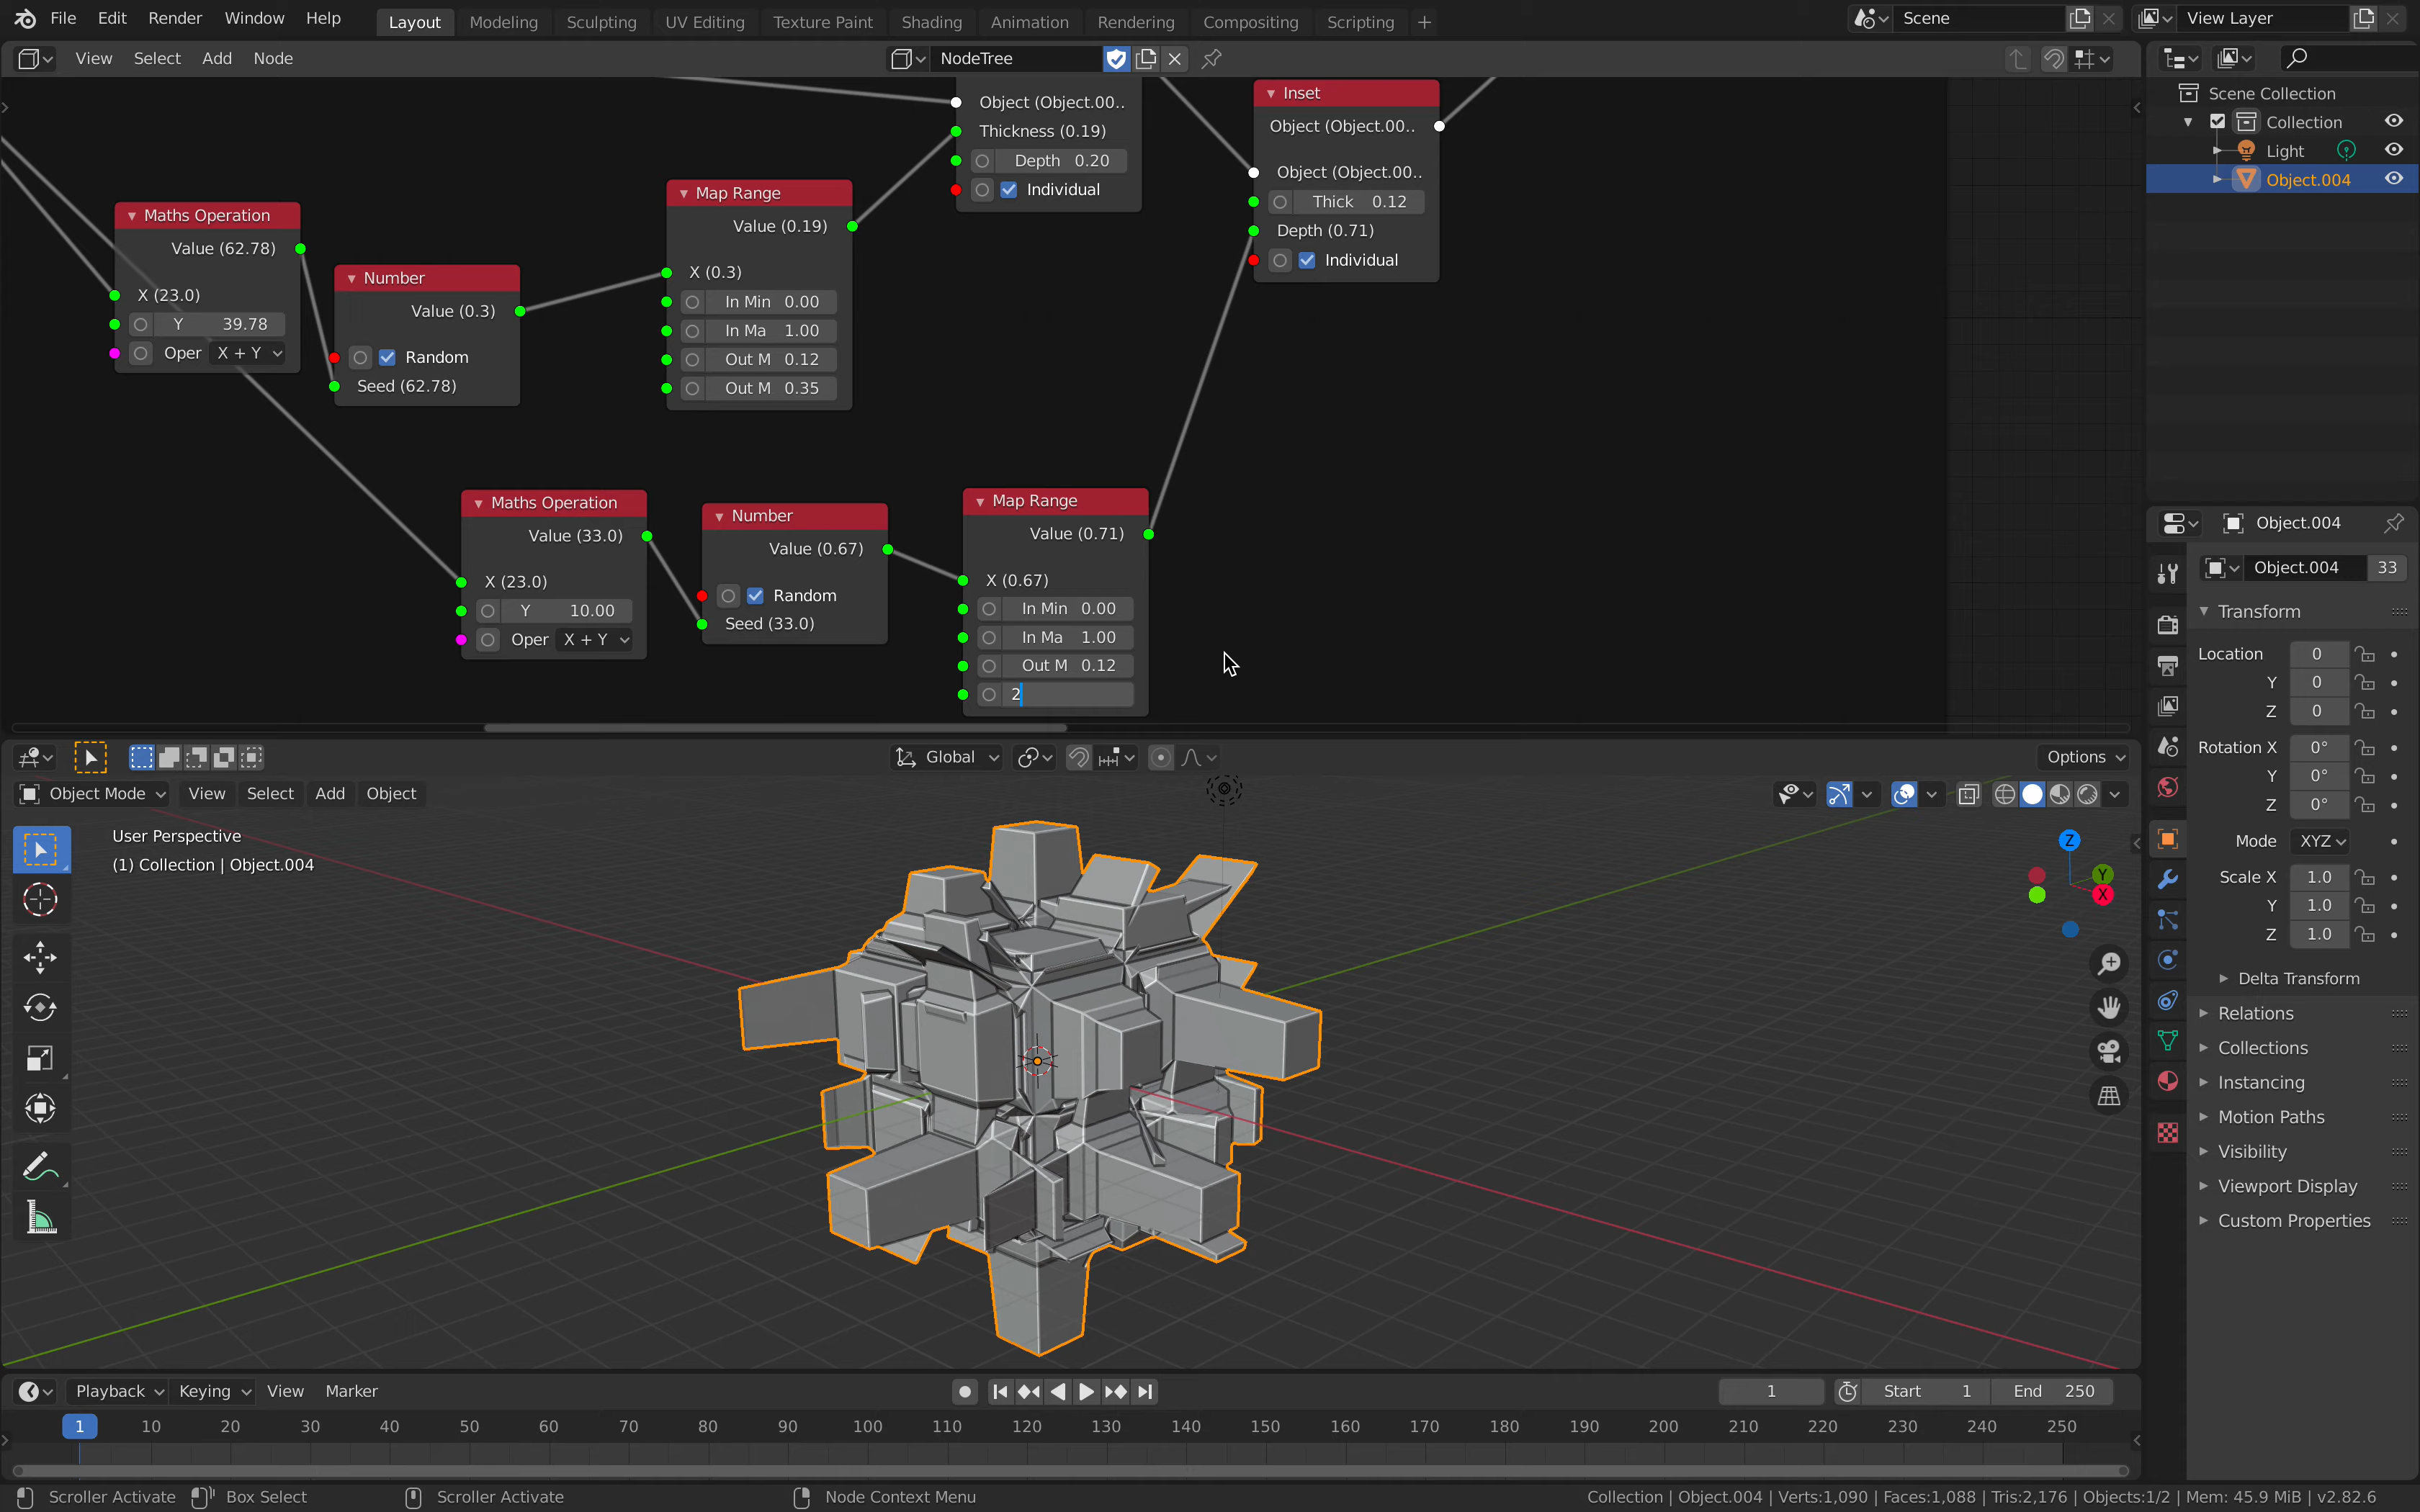 File Edit Render Window Help Layout Modeling Sculpting UV Editing Texture Paint Shading Animation Rendering Compositing Scripting + Scene View Layer
View Select Add Node NodeTree
Object (Object.00..
Thickness (0.19)
Depth 0.20
Individual
Inset
Object (Object.00..
Object (Object.00..
Thick 0.12
Depth (0.71)
Individual
Maths Operation
Value (62.78)
X (23.0)
Y 39.78
Oper X + Y
Number
Value (0.3)
Random
Seed (62.78)
Map Range
Value (0.19)
X (0.3)
In Min 0.00
In Ma 1.00
Out M 0.12
Out M 0.35
Maths Operation
Value (33.0)
X (23.0)
Y 10.00
Oper X + Y
Number
Value (0.67)
Random
Seed (33.0)
Map Range
Value (0.71)
X (0.67)
In Min 0.00
In Ma 1.00
Out M 0.12
2
Scene Collection
Collection
Light
Object.004
Object.004
Object.004 33
Transform
Location 0
Y 0
Z 0
Rotation X 0°
Y 0°
Z 0°
Mode XYZ
Scale X 1.0
Y 1.0
Z 1.0
Delta Transform
Relations
Collections
Instancing
Motion Paths
Visibility
Viewport Display
Custom Properties
Global Options
Object Mode View Select Add Object
User Perspective
(1) Collection | Object.004
Z
Y
X
Playback Keying View Marker 1 Start 1 End 250
1 10 20 30 40 50 60 70 80 90 100 110 120 130 140 150 160 170 180 190 200 210 220 230 240 250
Scroller Activate Box Select Scroller Activate Node Context Menu Collection | Object.004 | Verts:1,090 | Faces:1,088 | Tris:2,176 | Objects:1/2 | Mem: 45.9 MiB | v2.82.6